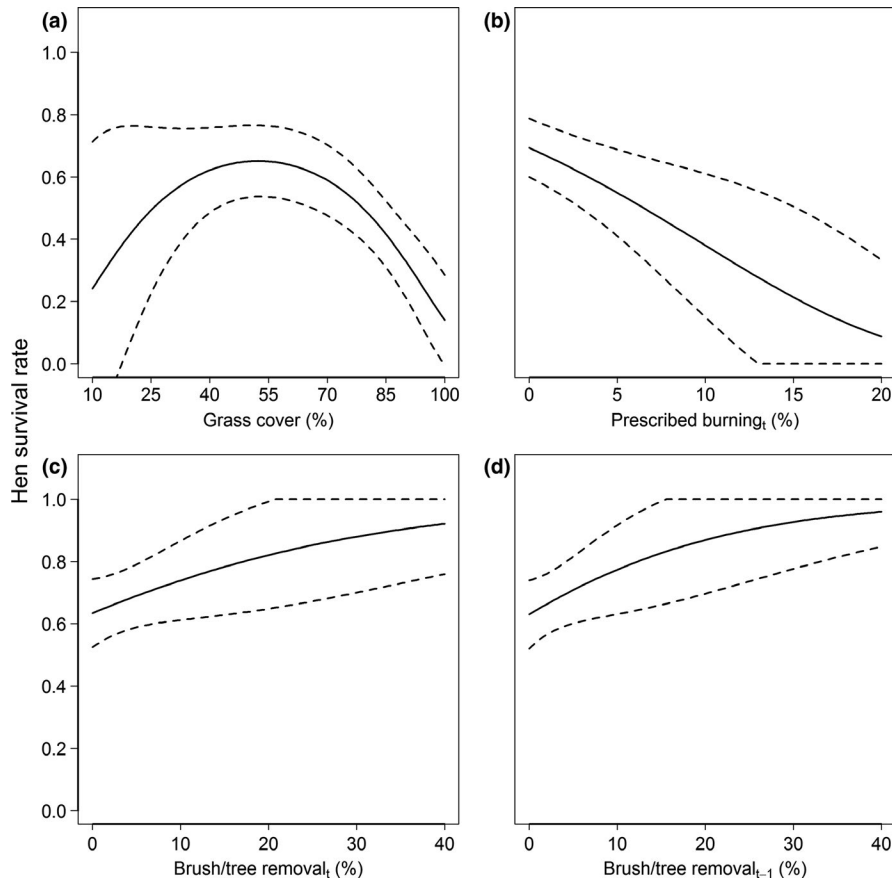 (a)
(b)
1.0
0.8
0.6
0.4
0.2
0.0
10 25 40 55 70 85 100
Grass cover (%)
0 5 10 15 20
Prescribed burningt (%)
Hen survival rate
(c)
(d)
1.0
0.8
0.6
0.4
0.2
0.0
0 10 20 30 40
Brush/tree removalt (%)
0 10 20 30 40
Brush/tree removalt–1 (%)